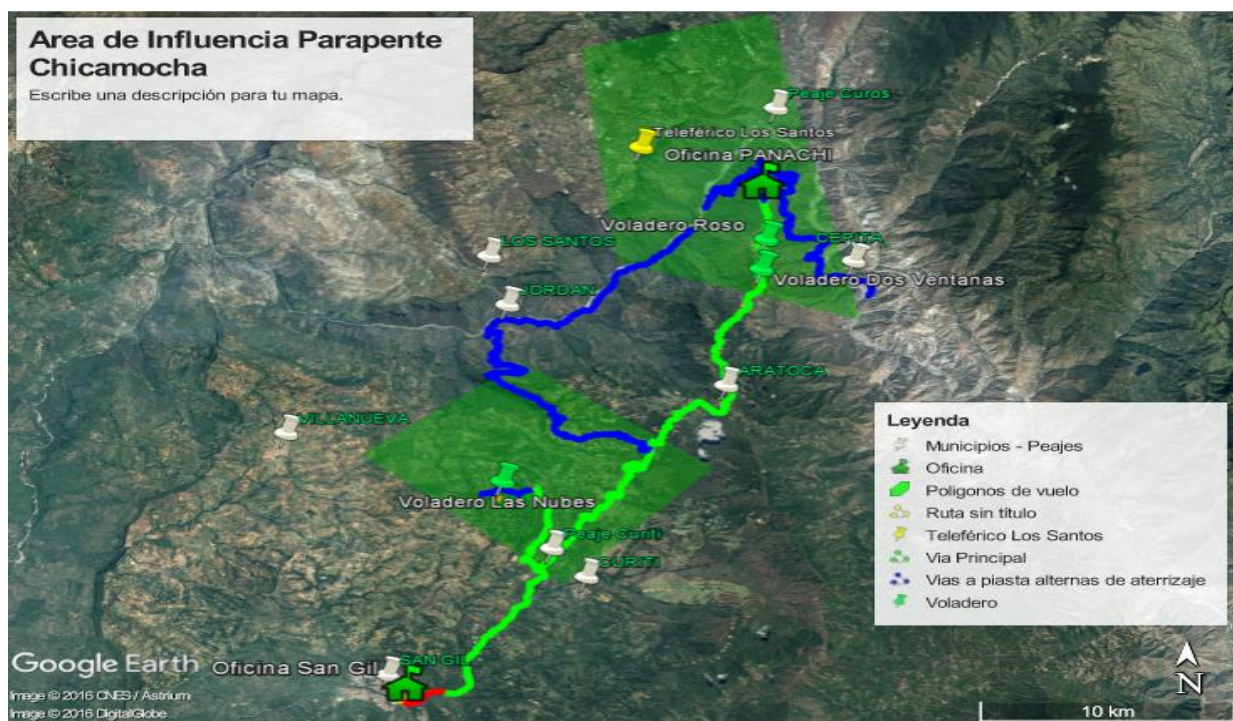 Area de Influencia Parapente
Chicamocha
Escribe una descripción para tu mapa.
Peaje Curos
Teleférico Los Santos
Oficina PANACHI
Voladero Roso
CEPITA
LOS SANTOS
Voladero Dos Ventanas
JORDAN
ARATOCA
VILLANUEVA
Voladero Las Nubes
Peaje Curiti
CURITI
Oficina San Gil
SAN GIL
Leyenda
Municipios - Peajes
Oficina
Poligonos de vuelo
Ruta sin título
Teleférico Los Santos
Via Principal
Vias a piasta alternas de aterrizaje
Voladero
Google Earth
Image © 2016 CNES / Astrium
Image © 2016 DigitalGlobe
N
10 km